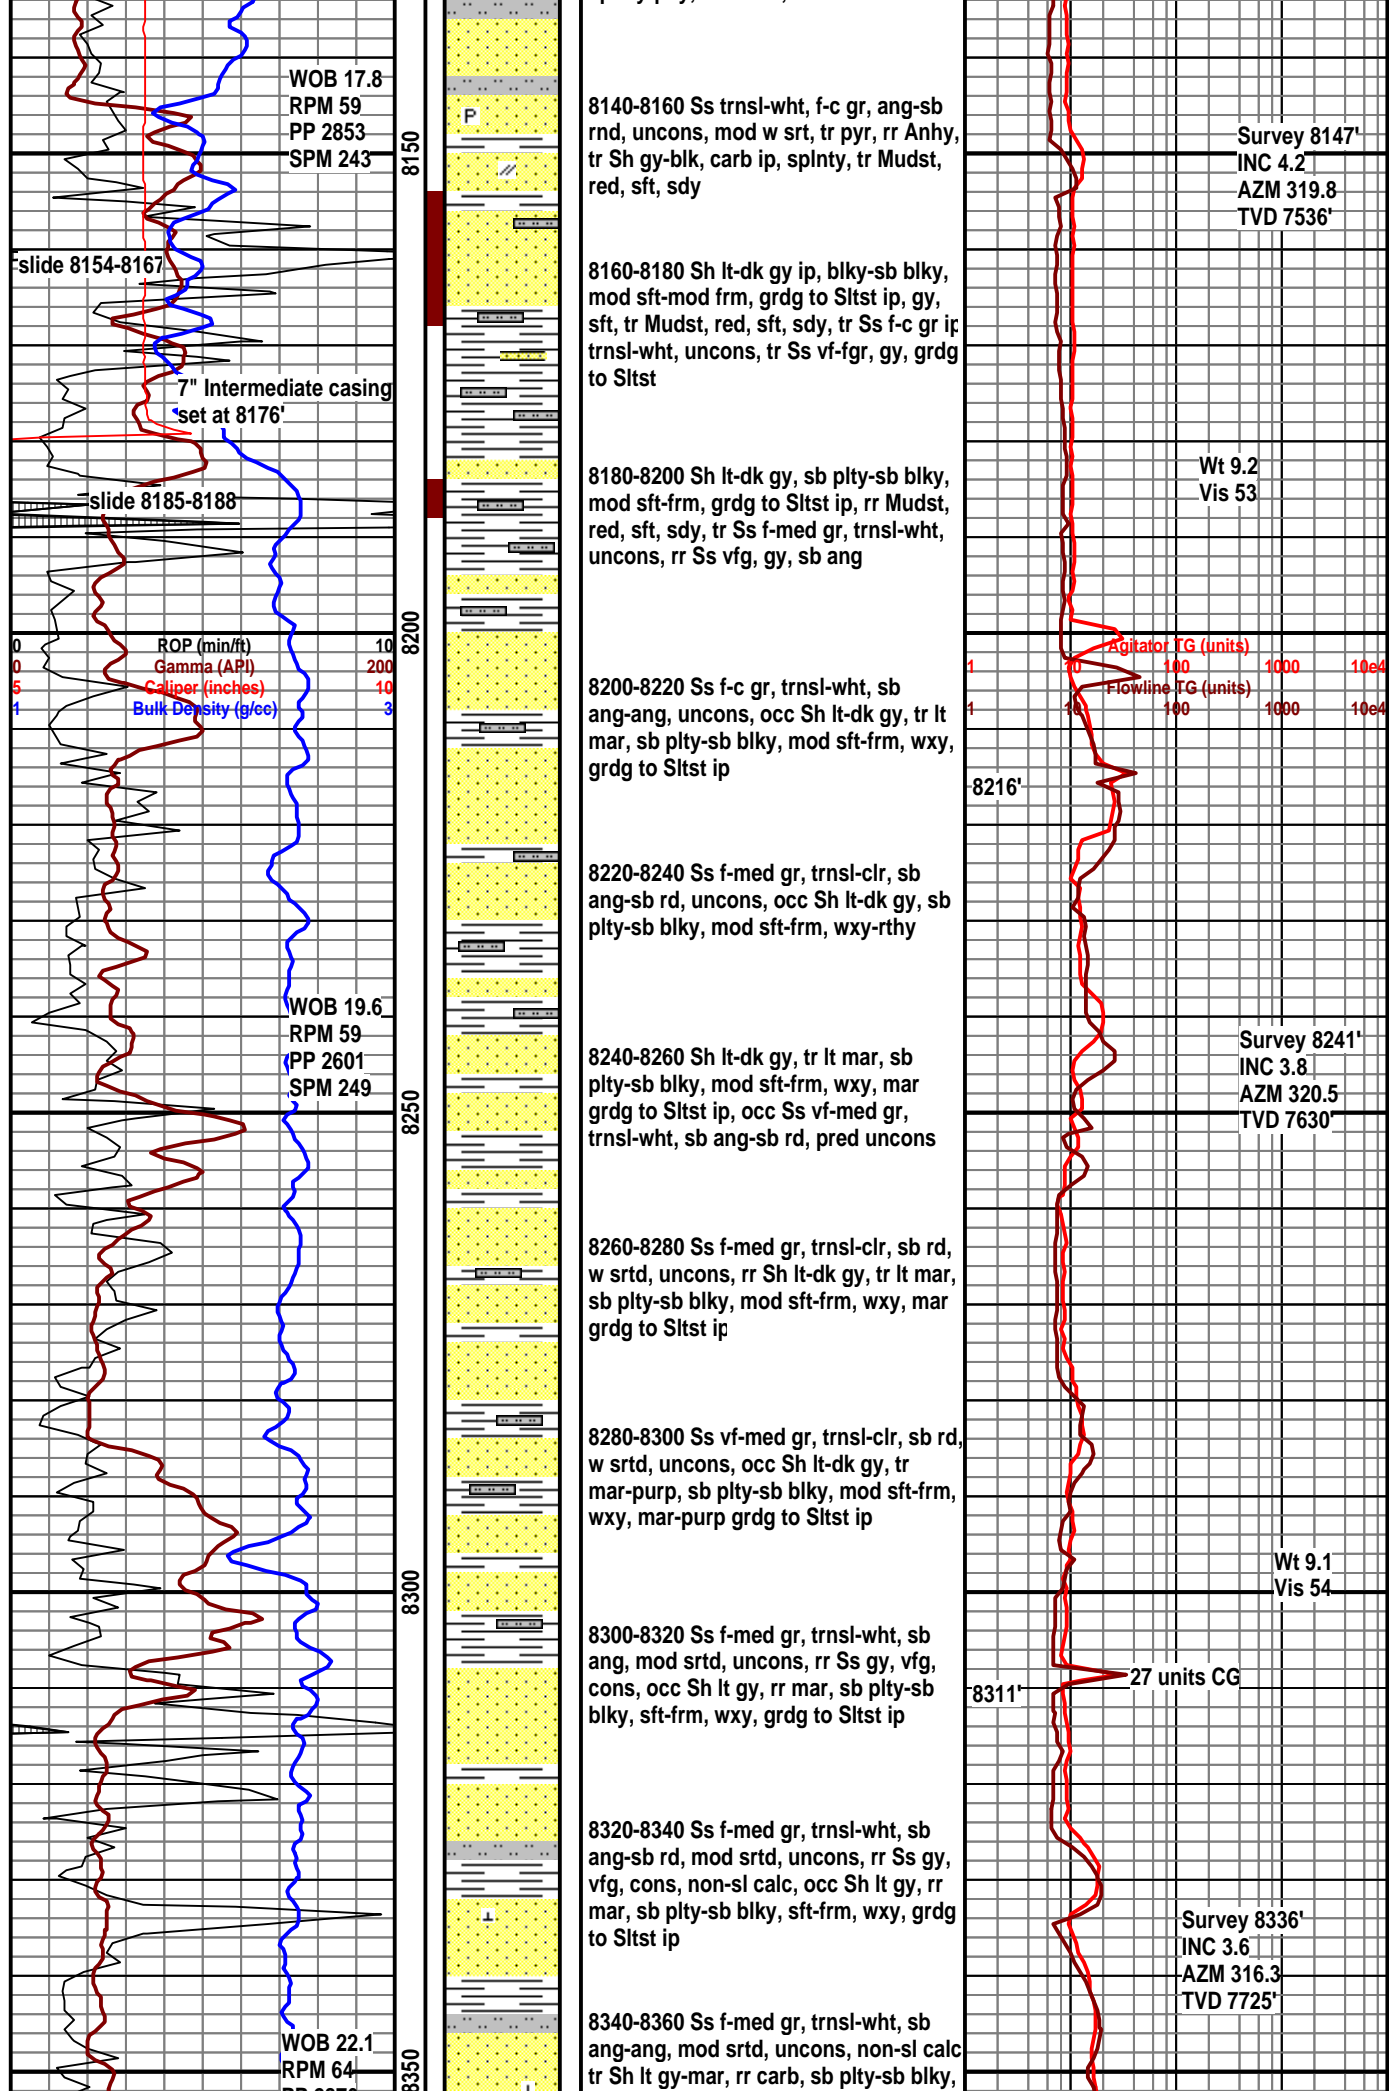 WOB 17.8
RPM 59
PP 2853
SPM 243
8150
slide 8154-8167
7" Intermediate casing
set at 8176'
slide 8185-8188
8200
0 ROP (min/ft) 10
0 Gamma (API) 200
5 Caliper (inches) 10
1 Bulk Density (g/cc) 3
WOB 19.6
RPM 59
PP 2601
SPM 249
8250
8300
WOB 22.1
RPM 64
8350
P
8140-8160 Ss trnsl-wht, f-c gr, ang-sb
rnd, uncons, mod w srt, tr pyr, rr Anhy,
tr Sh gy-blk, carb ip, splnty, tr Mudst,
red, sft, sdy
8160-8180 Sh lt-dk gy ip, blky-sb blky,
mod sft-mod frm, grdg to Sltst ip, gy,
sft, tr Mudst, red, sft, sdy, tr Ss f-c gr ip
trnsl-wht, uncons, tr Ss vf-fgr, gy, grdg
to Sltst
8180-8200 Sh lt-dk gy, sb plty-sb blky,
mod sft-frm, grdg to Sltst ip, rr Mudst,
red, sft, sdy, tr Ss f-med gr, trnsl-wht,
uncons, rr Ss vfg, gy, sb ang
8200-8220 Ss f-c gr, trnsl-wht, sb
ang-ang, uncons, occ Sh lt-dk gy, tr lt
mar, sb plty-sb blky, mod sft-frm, wxy,
grdg to Sltst ip
8220-8240 Ss f-med gr, trnsl-clr, sb
ang-sb rd, uncons, occ Sh lt-dk gy, sb
plty-sb blky, mod sft-frm, wxy-rthy
8240-8260 Sh lt-dk gy, tr lt mar, sb
plty-sb blky, mod sft-frm, wxy, mar
grdg to Sltst ip, occ Ss vf-med gr,
trnsl-wht, sb ang-sb rd, pred uncons
8260-8280 Ss f-med gr, trnsl-clr, sb rd,
w srtd, uncons, rr Sh lt-dk gy, tr lt mar,
sb plty-sb blky, mod sft-frm, wxy, mar
grdg to Sltst ip
8280-8300 Ss vf-med gr, trnsl-clr, sb rd,
w srtd, uncons, occ Sh lt-dk gy, tr
mar-purp, sb plty-sb blky, mod sft-frm,
wxy, mar-purp grdg to Sltst ip
8300-8320 Ss f-med gr, trnsl-wht, sb
ang, mod srtd, uncons, rr Ss gy, vfg,
cons, occ Sh lt gy, rr mar, sb plty-sb
blky, sft-frm, wxy, grdg to Sltst ip
8320-8340 Ss f-med gr, trnsl-wht, sb
ang-sb rd, mod srtd, uncons, rr Ss gy,
vfg, cons, non-sl calc, occ Sh lt gy, rr
mar, sb plty-sb blky, sft-frm, wxy, grdg
to Sltst ip
8340-8360 Ss f-med gr, trnsl-wht, sb
ang-ang, mod srtd, uncons, non-sl calc
tr Sh lt gy-mar, rr carb, sb plty-sb blky,
Survey 8147'
INC 4.2
AZM 319.8
TVD 7536'
Wt 9.2
Vis 53
Agitator TG (units)
1 10 100 1000 10e4
Flowline TG (units)
1 10 100 1000 10e4
8216'
Survey 8241'
INC 3.8
AZM 320.5
TVD 7630'
Wt 9.1
Vis 54
27 units CG
8311'
Survey 8336'
INC 3.6
AZM 316.3
TVD 7725'